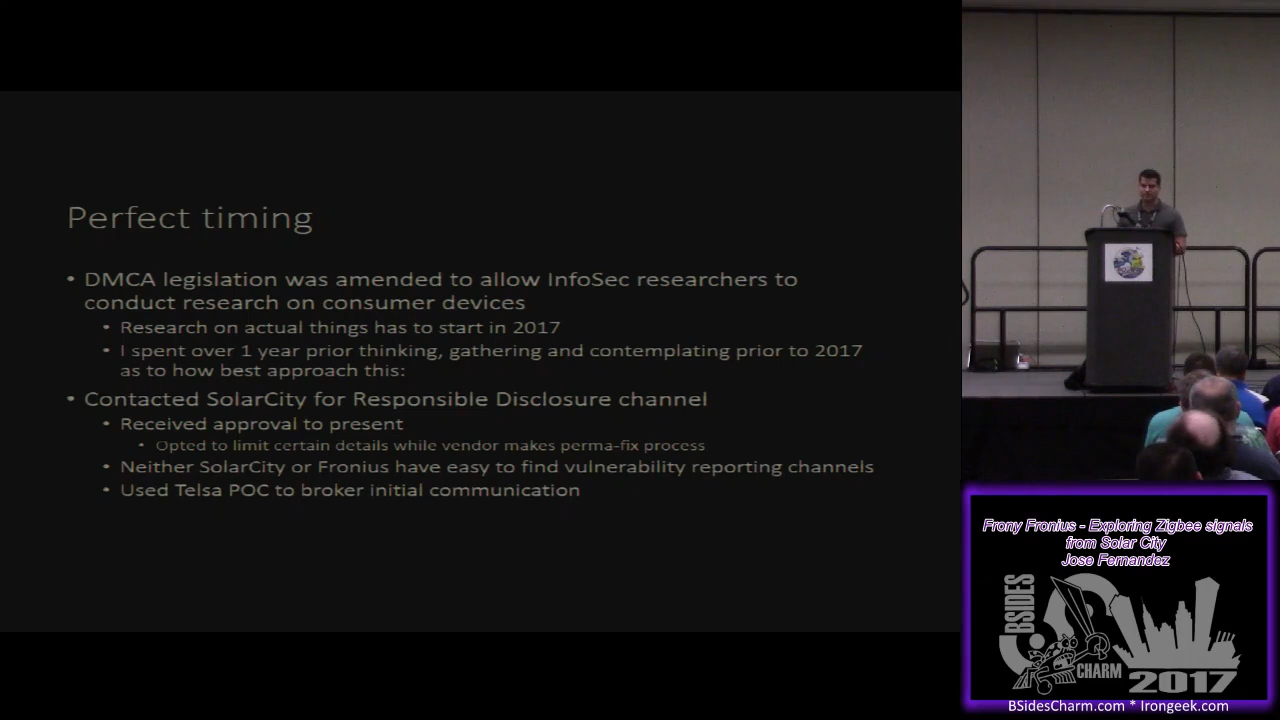 Perfect timing
• DMCA legislation was amended to allow InfoSec researchers to
conduct research on consumer devices
• Research on actual things has to start in 2017
• I spent over 1 year prior thinking, gathering and contemplating prior to 2017
as to how best approach this:
• Contacted SolarCity for Responsible Disclosure channel
• Received approval to present
• Opted to limit certain details while vendor makes perma-fix process
• Neither SolarCity or Fronius have easy to find vulnerability reporting channels
• Used Telsa POC to broker initial communication
Frony Fronius - Exploring Zigbee signals
from Solar City
Jose Fernandez
BSIDES
CHARM
2017
BSidesCharm.com * Irongeek.com